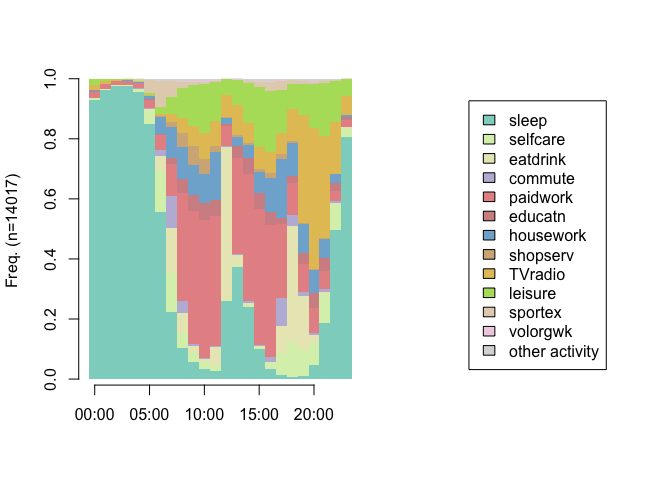 Freq. (n=14017)
1.0
0.8
0.6
0.4
0.2
0.0
00:00 05:00 10:00 15:00 20:00
sleep
selfcare
eatdrink
commute
paidwork
educatn
housework
shopserv
TVradio
leisure
sportex
volorgwk
other activity